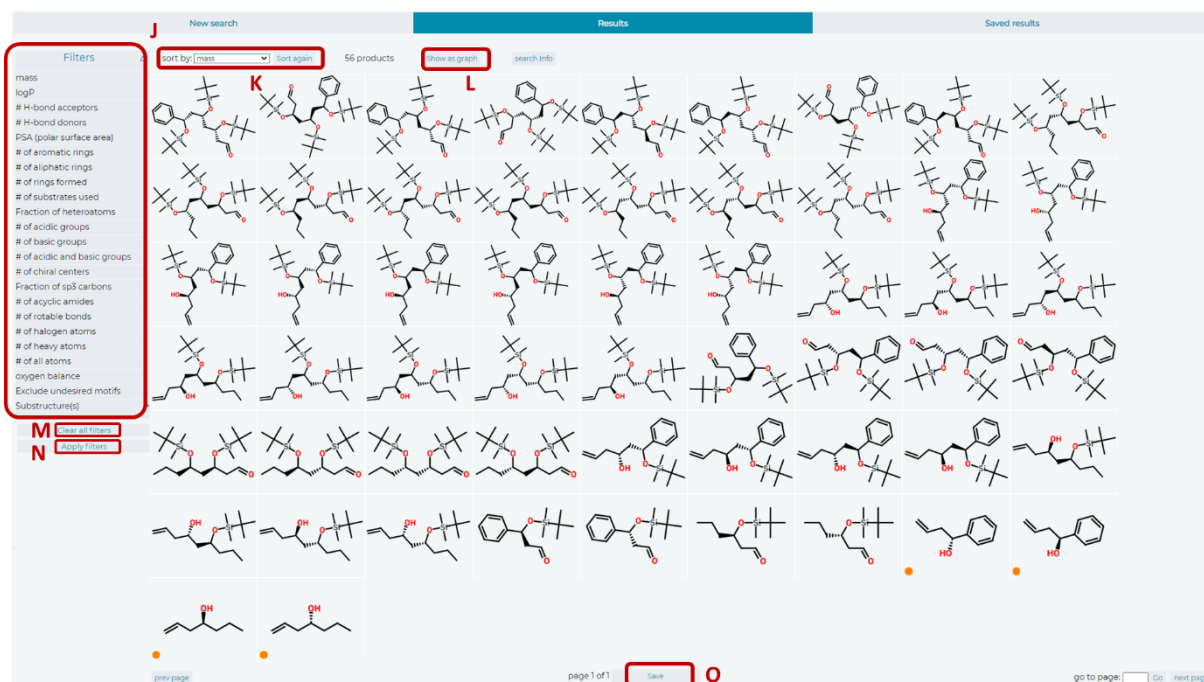 New search
Results
Saved results
J
Filters
sort by: mass Sort again
56 products
Show as graph
search Info
K
L
mass
logP
# H-bond acceptors
# H-bond donors
PSA (polar surface area)
# of aromatic rings
# of aliphatic rings
# of rings formed
# of substrates used
Fraction of heteroatoms
# of acidic groups
# of basic groups
# of acidic and basic groups
# of chiral centers
Fraction of sp3 carbons
# of acyclic amides
# of rotable bonds
# of halogen atoms
# of heavy atoms
# of all atoms
oxygen balance
Exclude undesired motifs
Substructure(s)
M Clear all filters
N Apply filters
prev page
page 1 of 1
Save
O
go to page: Go next pag